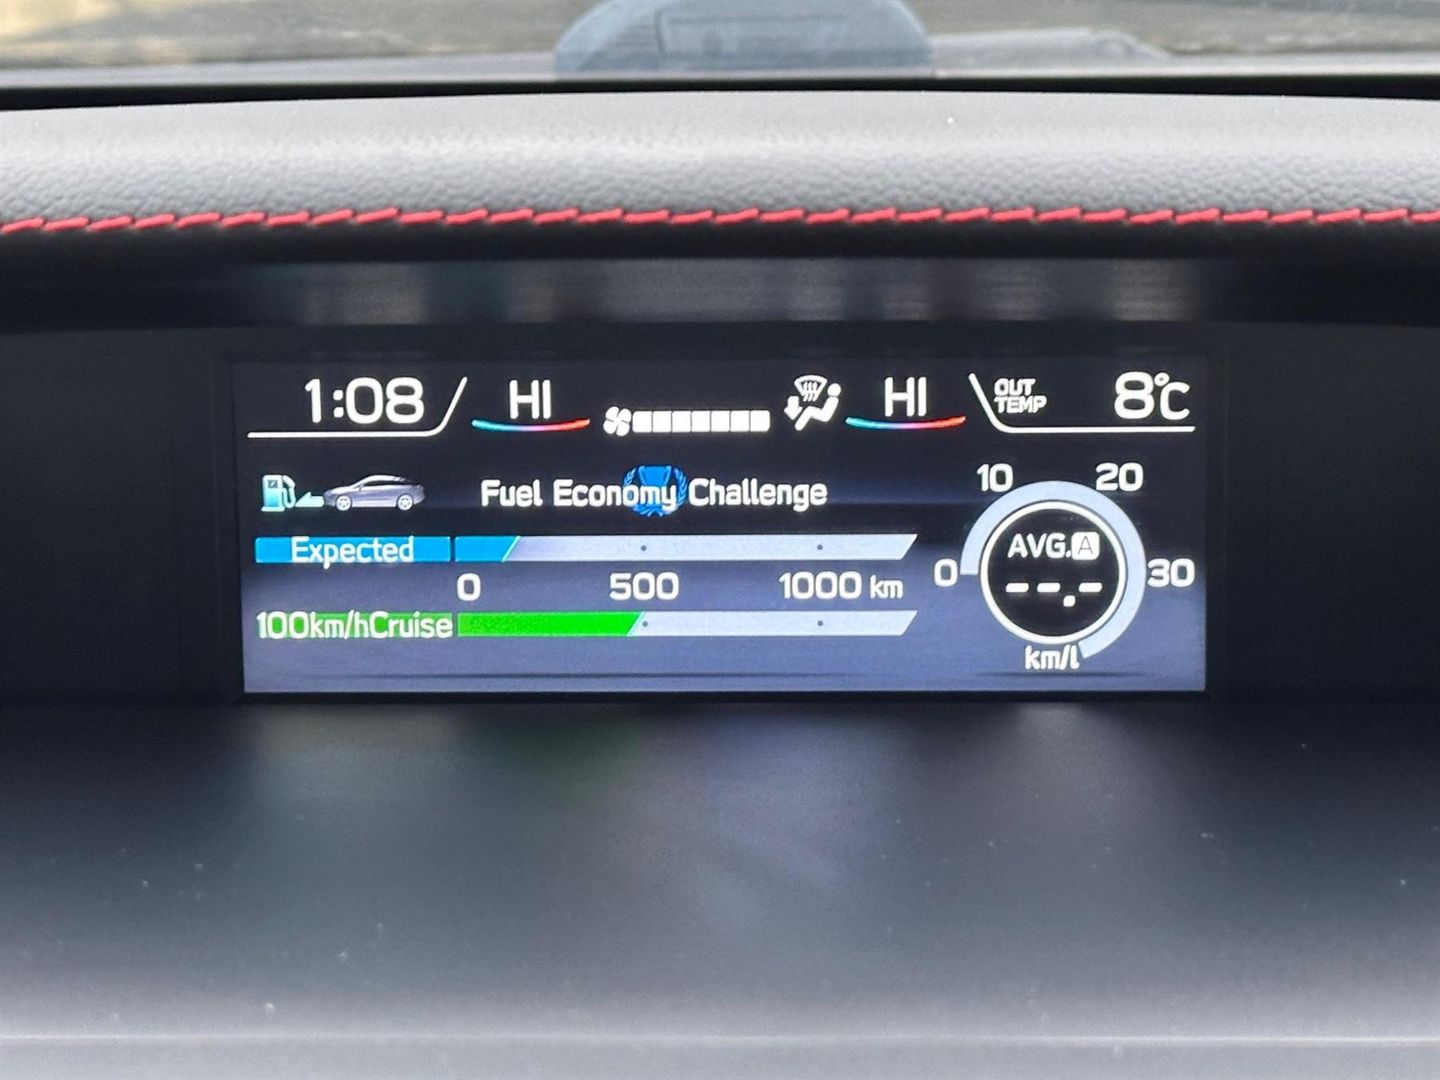 1:08 HI HI OUT TEMP 8°C
Fuel Economy Challenge
Expected
0 500 1000 km
100km/hCruise
10 20
0 30
AVG. A
--.-
km/l